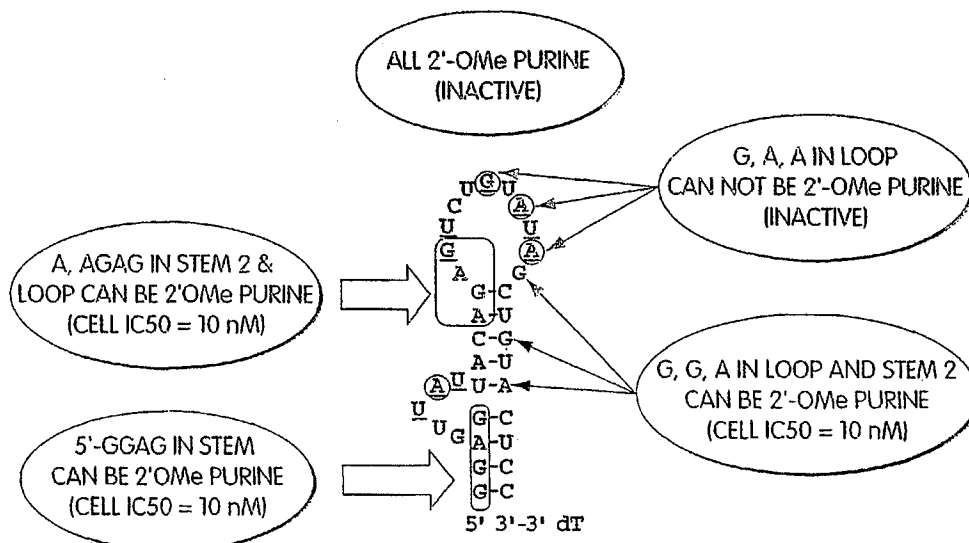 ALL 2'-OMe PURINE
(INACTIVE)
G, A, A IN LOOP
CAN NOT BE 2'-OMe PURINE
(INACTIVE)
A, AGAG IN STEM 2 &
LOOP CAN BE 2'OMe PURINE
(CELL IC50 = 10 nM)
G, G, A IN LOOP AND STEM 2
CAN BE 2'-OMe PURINE
(CELL IC50 = 10 nM)
5'-GGAG IN STEM
CAN BE 2'OMe PURINE
(CELL IC50 = 10 nM)
U G U
C A
U U
G A
A G
G-C
A-U
C-G
A-U
A U U-A
U G-C
U G A-U
G-C
G-C
5' 3'-3' dT